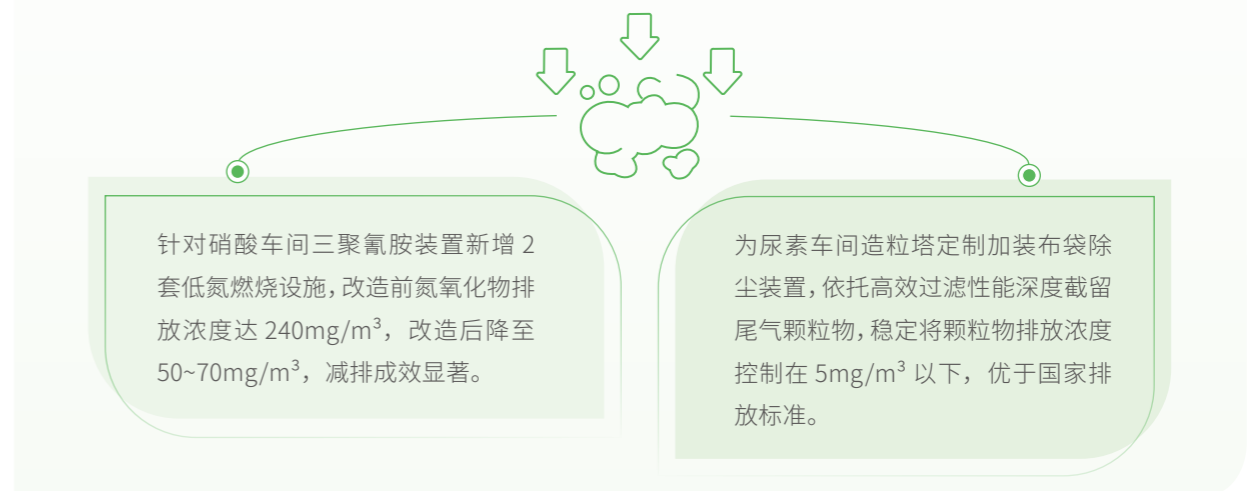 针对硝酸车间三聚氰胺装置新增 2
套低氮燃烧设施，改造前氮氧化物排
放浓度达 240mg/m³，改造后降至
50~70mg/m³，减排成效显著。
为尿素车间造粒塔定制加装布袋除
尘装置，依托高效过滤性能深度截留
尾气颗粒物，稳定将颗粒物排放浓度
控制在 5mg/m³ 以下，优于国家排
放标准。